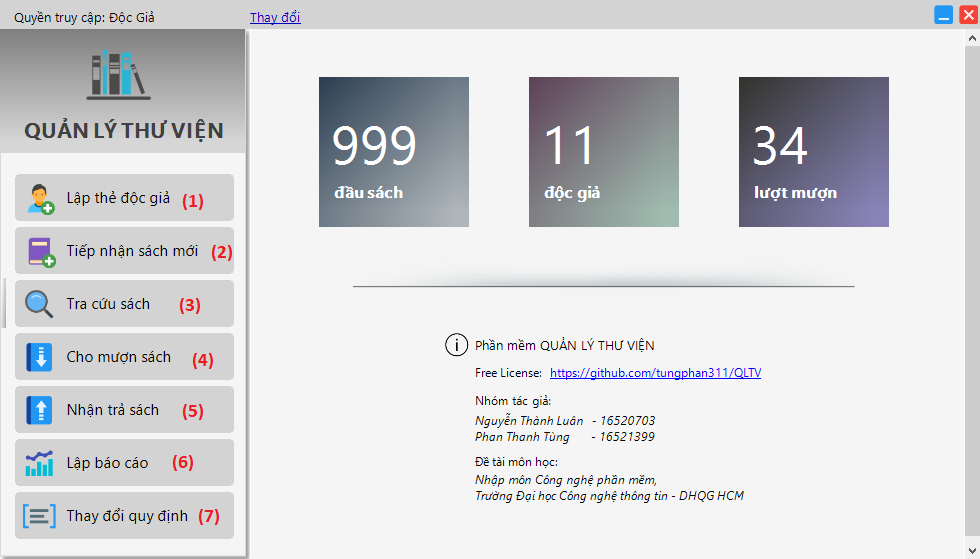 Quyền truy cập: Độc Giả
Thay đổi
QUẢN LÝ THƯ VIỆN
Lập thẻ độc giả (1)
Tiếp nhận sách mới (2)
Tra cứu sách (3)
Cho mượn sách (4)
Nhận trả sách (5)
Lập báo cáo (6)
Thay đổi quy định (7)
999
đầu sách
11
độc giả
34
lượt mượn
Phần mềm QUẢN LÝ THƯ VIỆN
Free License: https://github.com/tungphan311/QLTV
Nhóm tác giả:
Nguyễn Thành Luân - 16520703
Phan Thanh Tùng - 16521399
Đề tài môn học:
Nhập môn Công nghệ phần mềm,
Trường Đại học Công nghệ thông tin - DHQG HCM